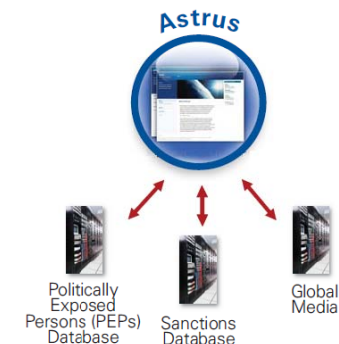 Astrus
Politically
Exposed
Persons (PEPs)
Database
Sanctions
Database
Global
Media